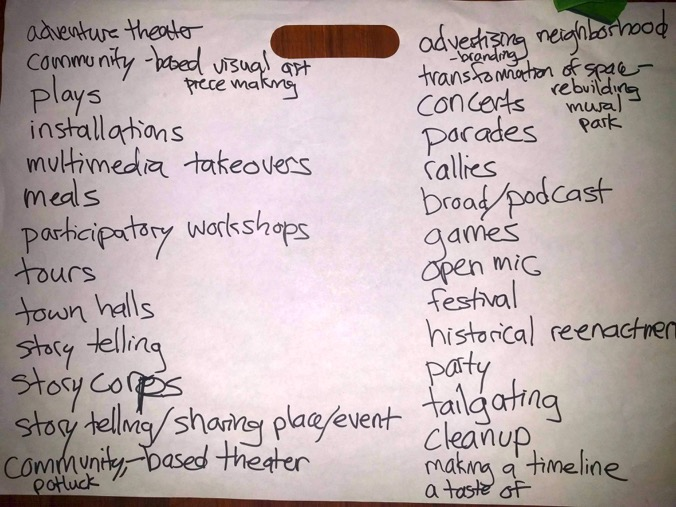 adventure theater
community-based visual art
piece making
plays
installations
multimedia takeovers
meals
participatory workshops
tours
town halls
story telling
story corps
story telling/sharing place/event
community-based theater
potluck
advertising neighborhood
-branding
transformation of space-
rebuilding
mural
park
concerts
parades
rallies
broad/podcast
games
open mic
festival
historical reenactmen
party
tailgating
cleanup
making a timeline
a taste of